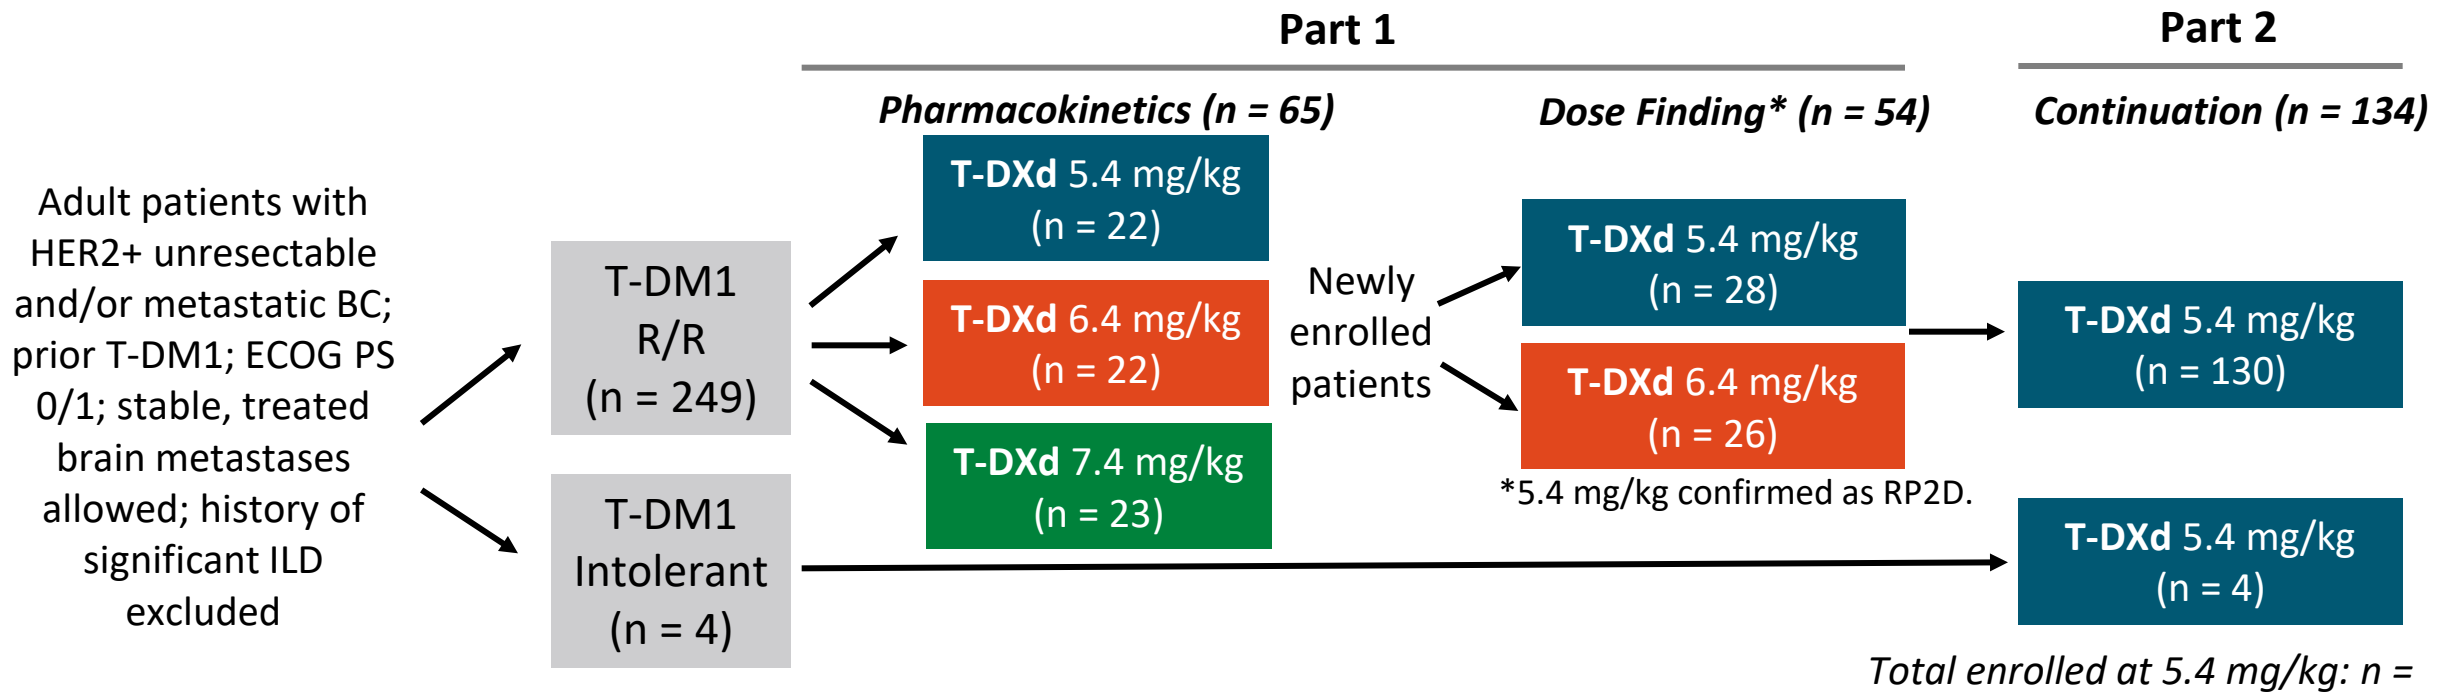 Part 1
Part 2
Pharmacokinetics (n = 65)
Dose Finding* (n = 54)
Continuation (n = 134)
Adult patients with
HER2+ unresectable
and/or metastatic BC;
prior T-DM1; ECOG PS
0/1; stable, treated
brain metastases
allowed; history of
significant ILD
excluded
T-DM1
R/R
(n = 249)
T-DM1
Intolerant
(n = 4)
T-DXd 5.4 mg/kg
(n = 22)
T-DXd 6.4 mg/kg
(n = 22)
T-DXd 7.4 mg/kg
(n = 23)
Newly
enrolled
patients
T-DXd 5.4 mg/kg
(n = 28)
T-DXd 6.4 mg/kg
(n = 26)
*5.4 mg/kg confirmed as RP2D.
T-DXd 5.4 mg/kg
(n = 130)
T-DXd 5.4 mg/kg
(n = 4)
Total enrolled at 5.4 mg/kg: n =